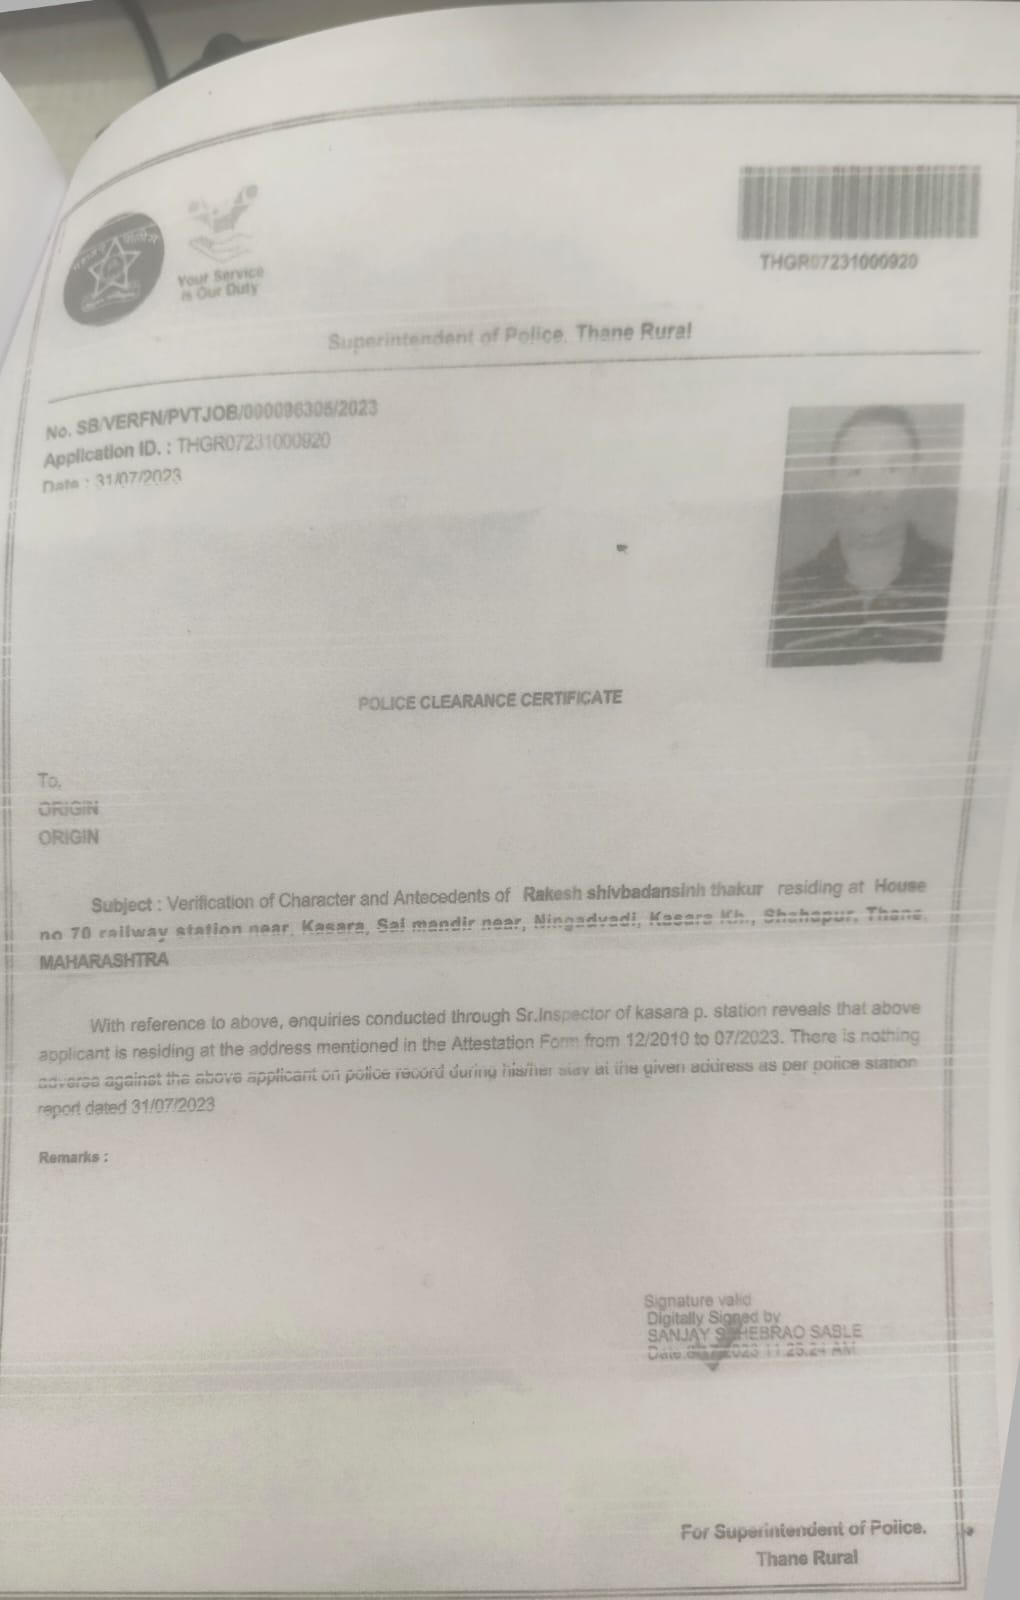 Your Service
is Our Duty
THGR07231000920
Superintendent of Police, Thane Rural
No. SB/VERFN/PVTJOB/000096305/2023
Application ID. : THGR07231000920
Date : 31/07/2023
POLICE CLEARANCE CERTIFICATE
To,
ORIGIN
ORIGIN
Subject : Verification of Character and Antecedents of Rakesh shivbadansinh thakur residing at House
no 70 railway station near, Kasara, Sai mandir near, Ningadvadi, Kasara Kh., Shahapur, Thane,
MAHARASHTRA
With reference to above, enquiries conducted through Sr.Inspector of kasara p. station reveals that above
applicant is residing at the address mentioned in the Attestation Form from 12/2010 to 07/2023. There is nothing
adverse against the above applicant on police record during his/her stay at the given address as per police station
report dated 31/07/2023
Remarks :
Signature valid
Digitally Signed by
SANJAY SAHEBRAO SABLE
Date 11:25:24 AM
For Superintendent of Police,
Thane Rural